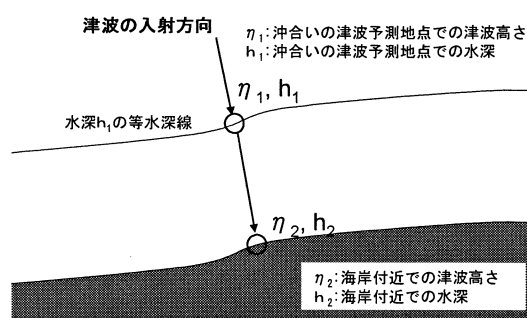 津波の入射方向
η1:沖合いの津波予測地点での津波高さ
h1:沖合いの津波予測地点での水深
η1, h1
水深h1の等水深線
η2, h2
η2:海岸付近での津波高さ
h2:海岸付近での水深